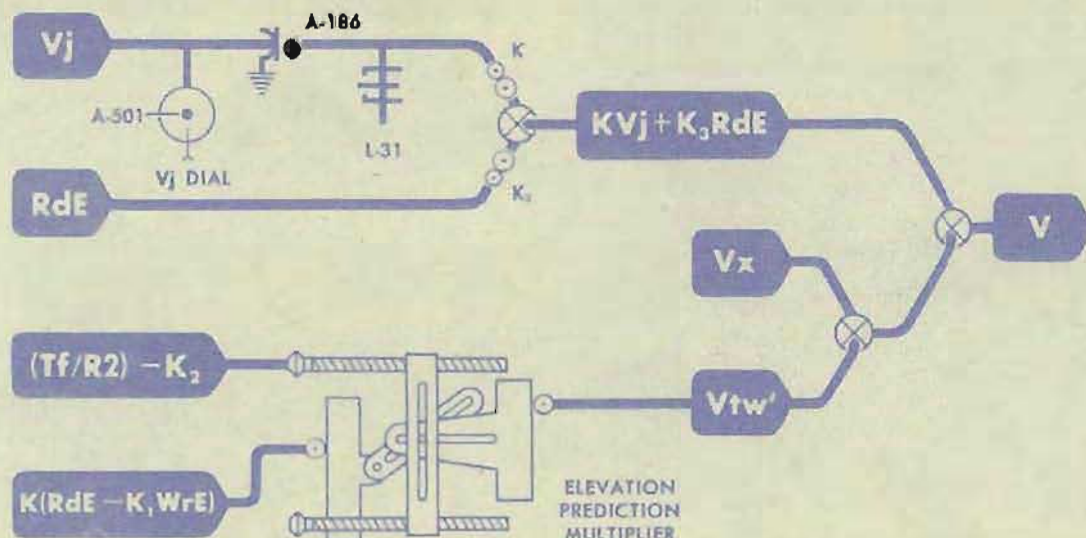 Vj
A-186
K
A-501
L-31
Vj DIAL
KVj + K₃RdE
RdE
K₃
V
Vx
(Tf/R2) − K₂
Vtw'
K(RdE − K₁WrE)
ELEVATION
PREDICTION
MULTIPLIER